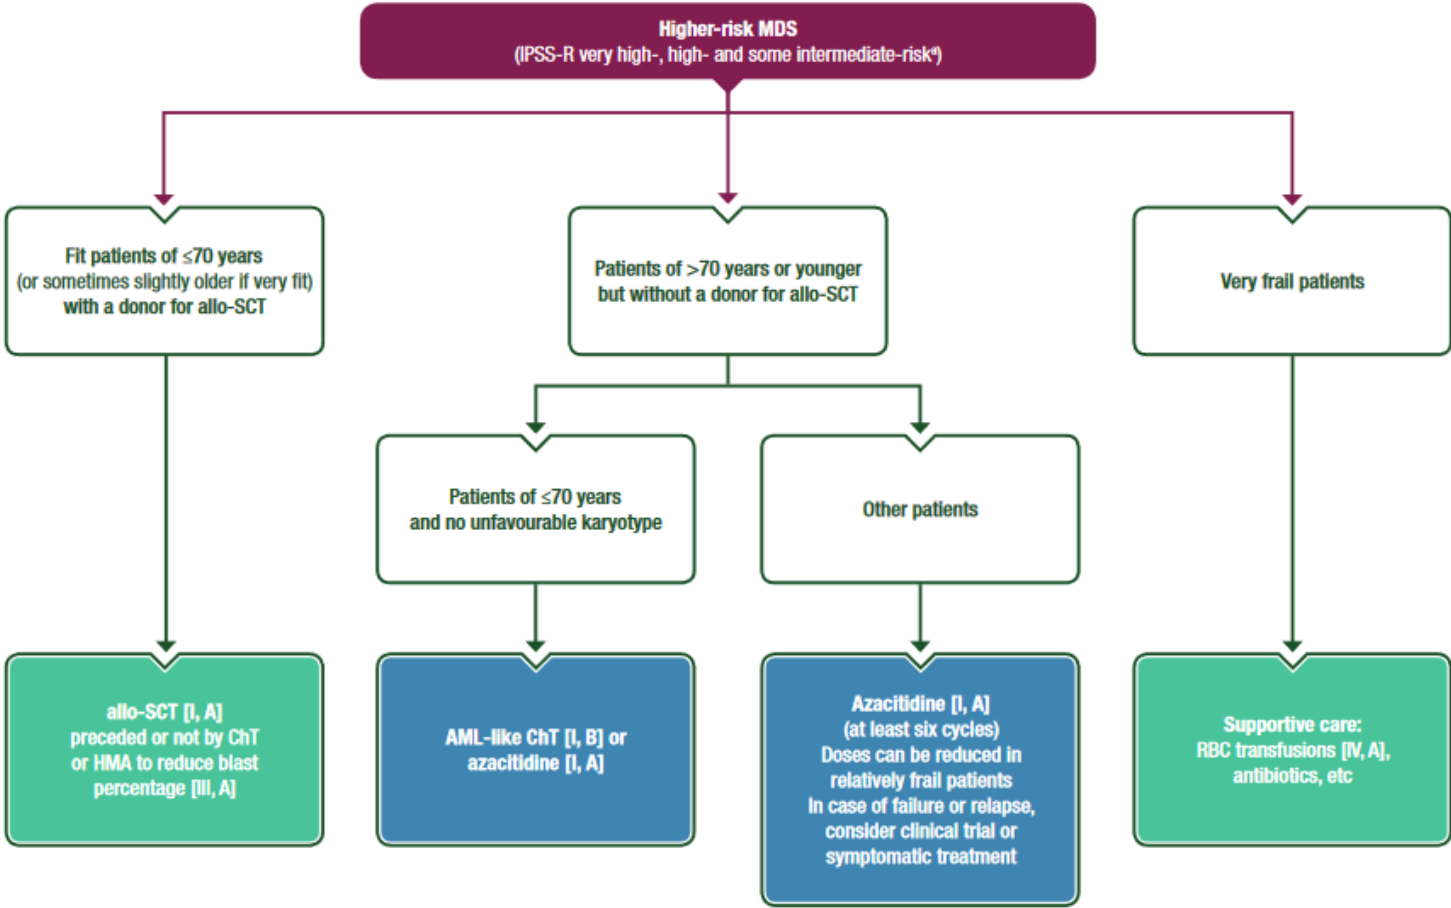 Higher-risk MDS
(IPSS-R very high-, high- and some intermediate-riskª)
Fit patients of ≤70 years
(or sometimes slightly older if very fit)
with a donor for allo-SCT
Patients of >70 years or younger
but without a donor for allo-SCT
Very frail patients
Patients of ≤70 years
and no unfavourable karyotype
Other patients
allo-SCT [I, A]
preceded or not by ChT
or HMA to reduce blast
percentage [III, A]
AML-like ChT [I, B] or
azacitidine [I, A]
Azacitidine [I, A]
(at least six cycles)
Doses can be reduced in
relatively frail patients
In case of failure or relapse,
consider clinical trial or
symptomatic treatment
Supportive care:
RBC transfusions [IV, A],
antibiotics, etc